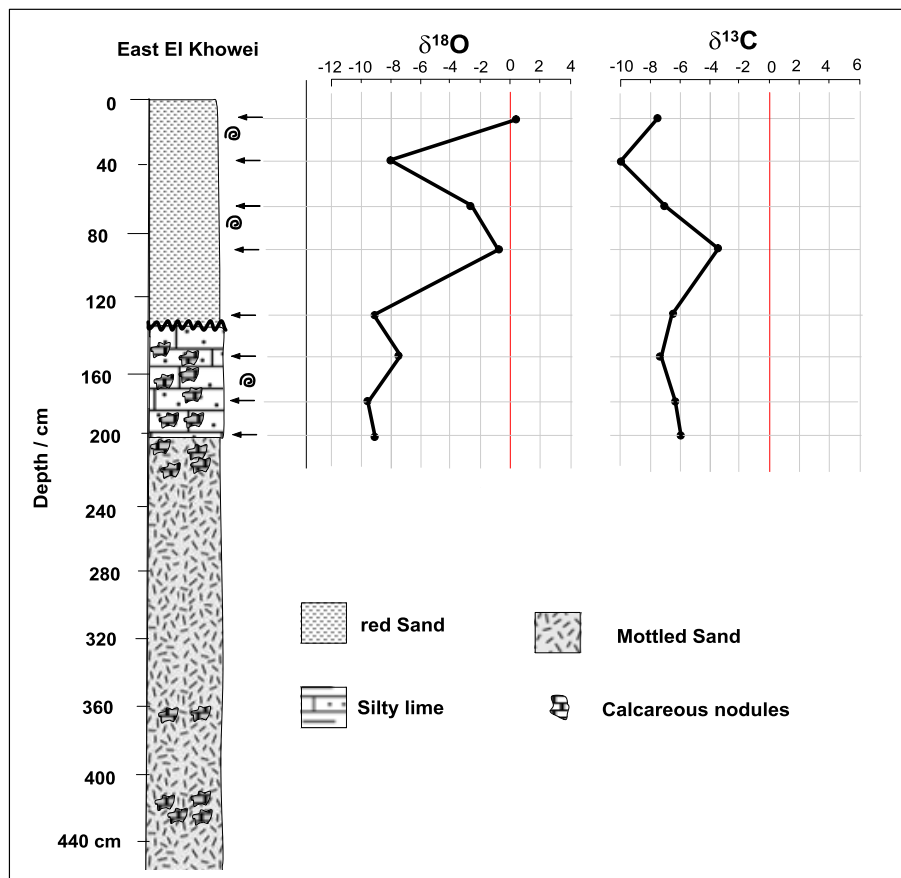 East El Khowei
δ18O
δ13C
-12 -10 -8 -6 -4 -2 0 2 4
-10 -8 -6 -4 -2 0 2 4 6
0
40
80
120
160
200
240
280
320
360
400
440 cm
Depth / cm
red Sand
Mottled Sand
Silty lime
Calcareous nodules